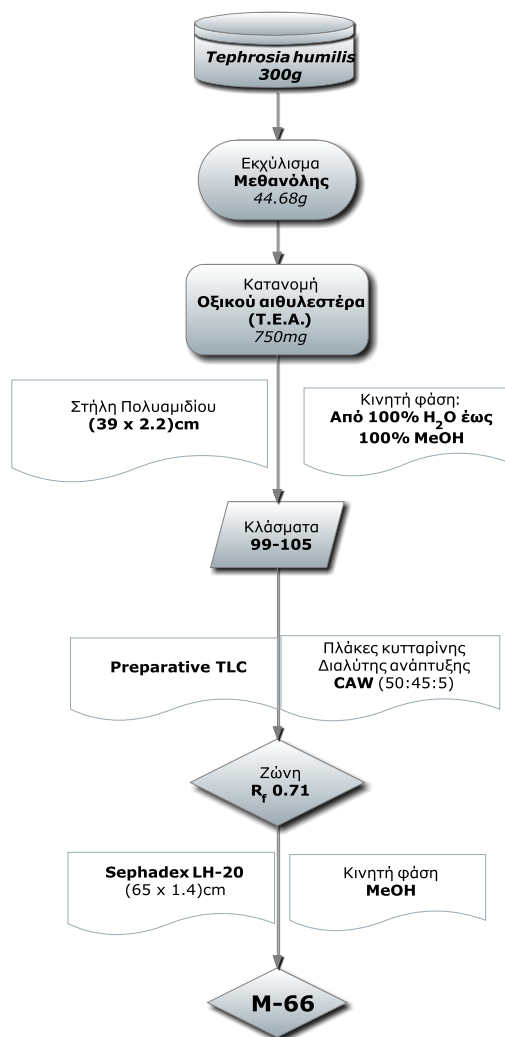 Tephrosia humilis
300g
Εκχύλισμα
Μεθανόλης
44.68g
Κατανομή
Οξικού αιθυλεστέρα
(Τ.Ε.Α.)
750mg
Στήλη Πολυαμιδίου
(39 x 2.2)cm
Κινητή φάση:
Από 100% H₂O έως
100% MeOH
Κλάσματα
99-105
Preparative TLC
Πλάκες κυτταρίνης
Διαλύτης ανάπτυξης
CAW (50:45:5)
Ζώνη
Rf 0.71
Sephadex LH-20
(65 x 1.4)cm
Κινητή φάση
MeOH
M-66